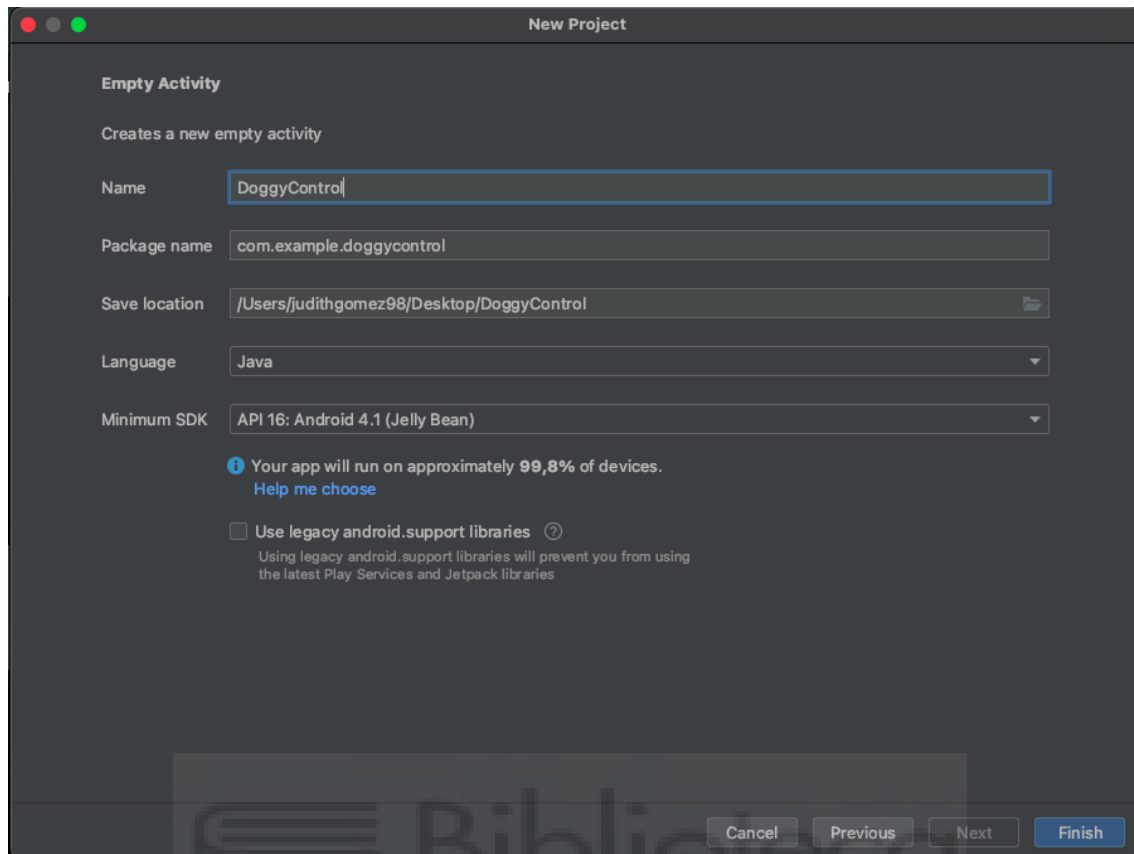 New Project
Empty Activity
Creates a new empty activity
Name DoggyControl
Package name com.example.doggycontrol
Save location /Users/judithgomez98/Desktop/DoggyControl
Language Java
Minimum SDK API 16: Android 4.1 (Jelly Bean)
Your app will run on approximately 99,8% of devices.
Help me choose
Use legacy android.support libraries ?
Using legacy android.support libraries will prevent you from using
the latest Play Services and Jetpack libraries
Biblioteca
Cancel Previous Next Finish